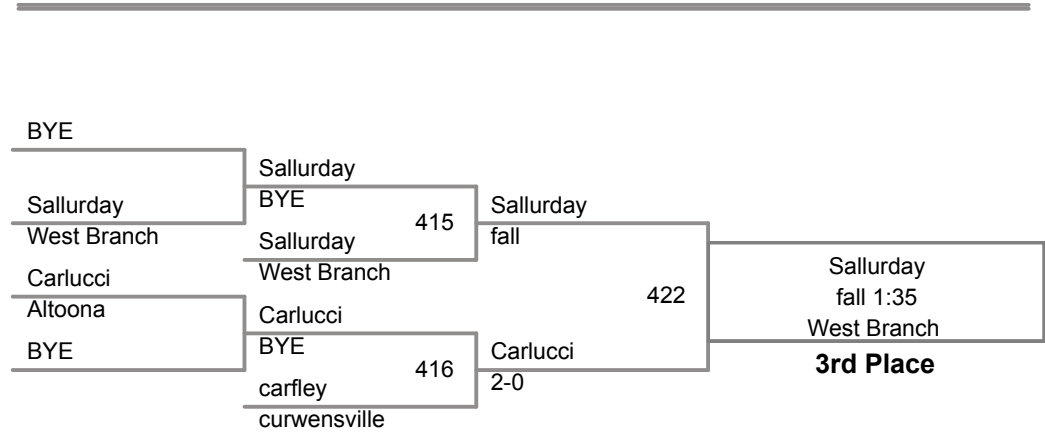 BYE
Sallurday
West Branch
Carlucci
Altoona
BYE
Sallurday
BYE
415
Sallurday
West Branch
Carlucci
BYE
416
carfley
curwensville
Sallurday
fall
422
Carlucci
2-0
Sallurday
fall 1:35
West Branch
3rd Place